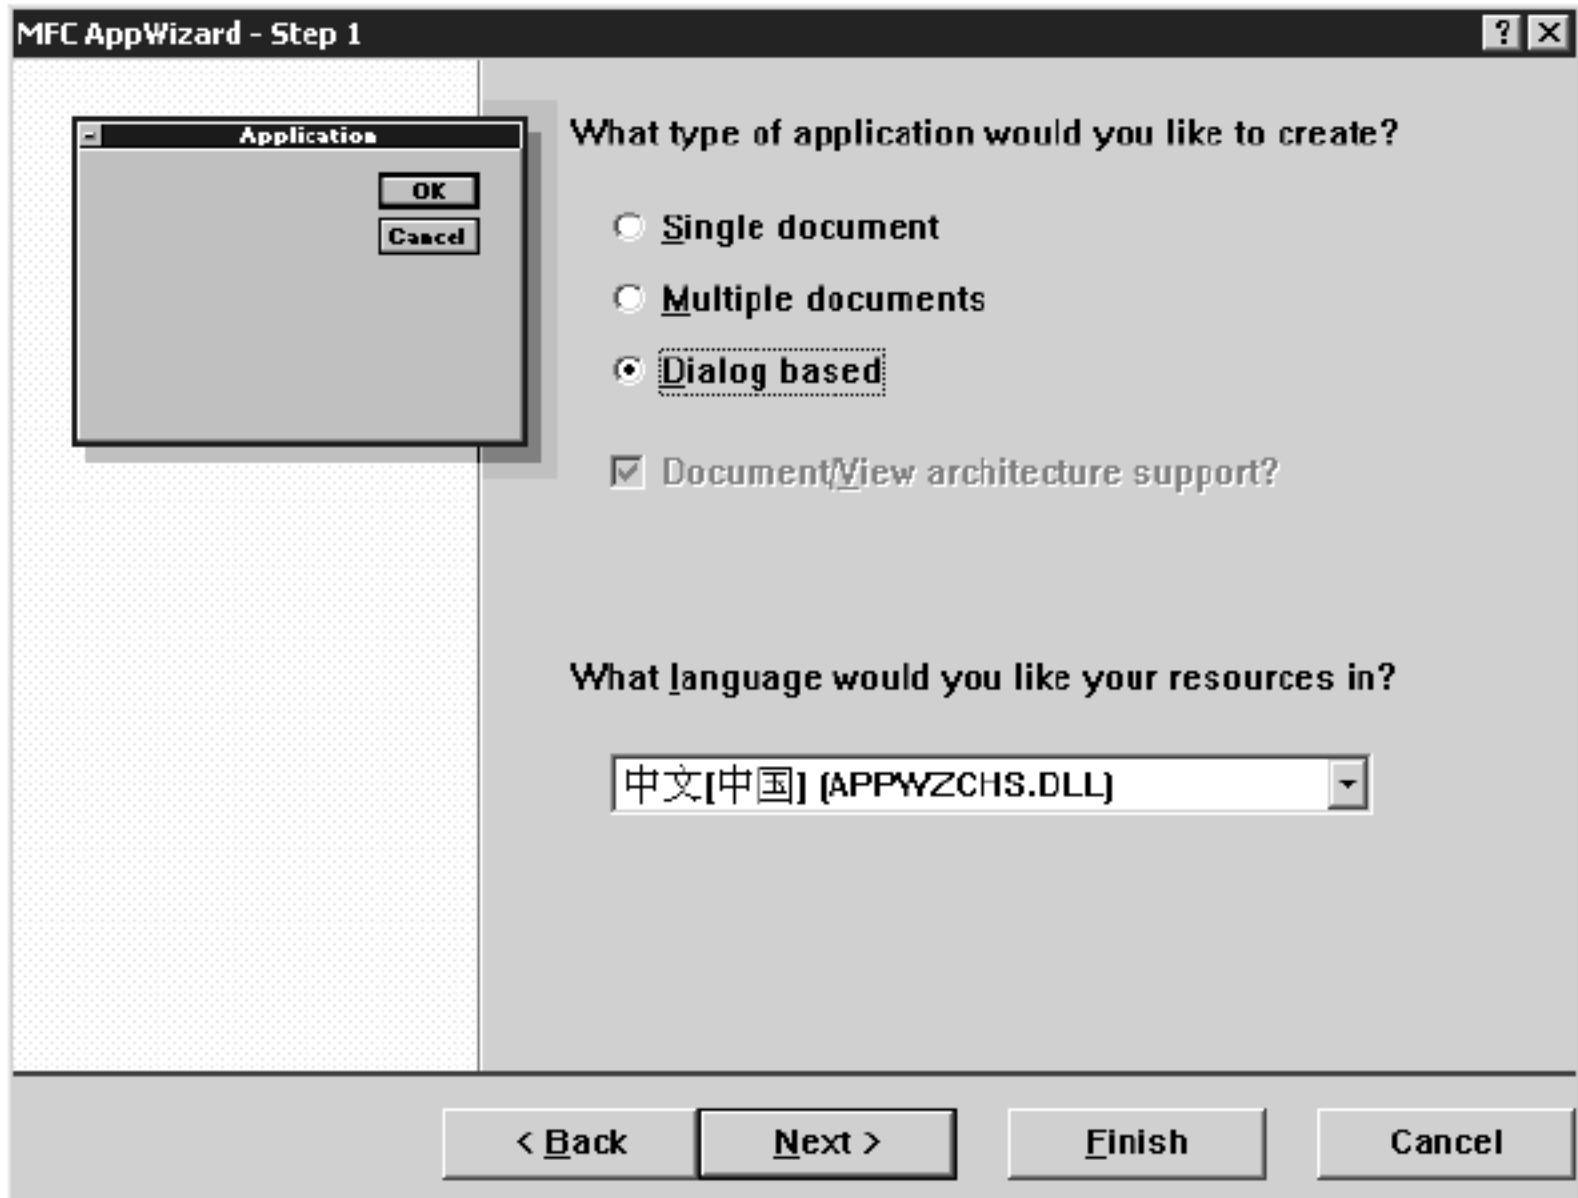 MFC AppWizard - Step 1
Application
OK
Cancel
What type of application would you like to create?
Single document
Multiple documents
Dialog based
Document/View architecture support?
What language would you like your resources in?
中文[中国] (APPWZCHS.DLL)
< Back
Next >
Finish
Cancel